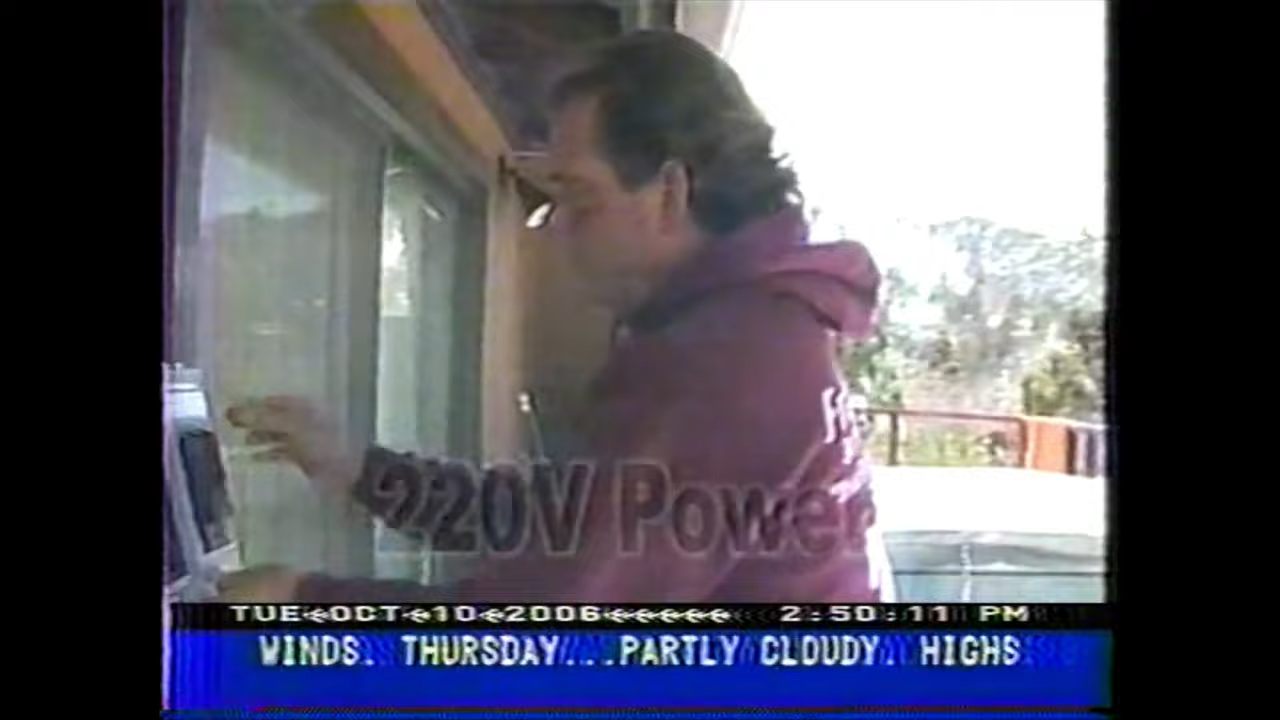 220V Power
TUE OCT 10 2006 2:50:11 PM
WINDS. THURSDAY...PARTLY CLOUDY. HIGHS